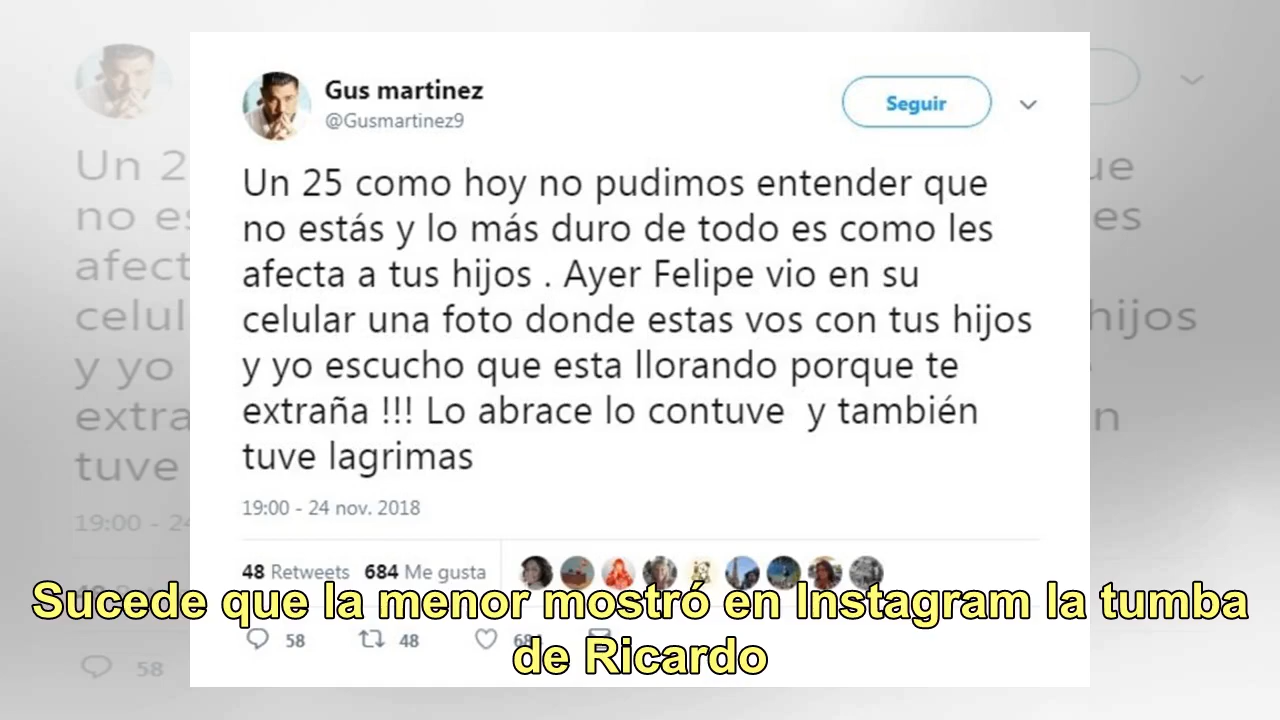 Gus martinez
@Gusmartinez9
Seguir
Un 25 como hoy no pudimos entender que
no estás y lo más duro de todo es como les
afecta a tus hijos . Ayer Felipe vio en su
celular una foto donde estas vos con tus hijos
y yo escucho que esta llorando porque te
extraña !!! Lo abrace lo contuve y también
tuve lagrimas
19:00 - 24 nov. 2018
48 Retweets 684 Me gusta
58 48
Sucede que la menor mostró en Instagram la tumba
de Ricardo